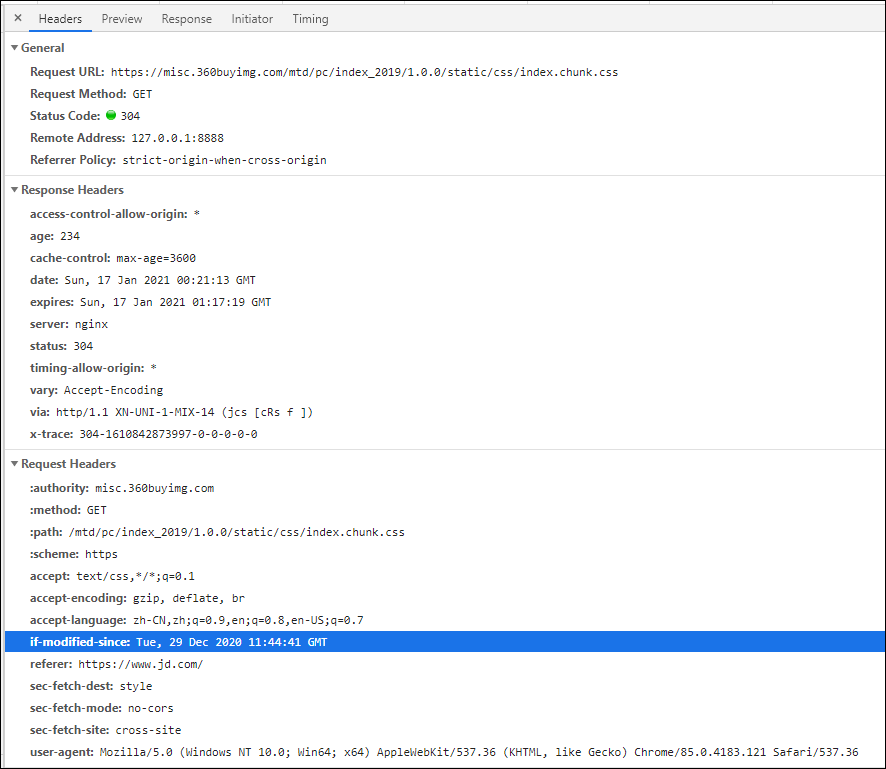 × Headers Preview Response Initiator Timing
General
Request URL: https://misc.360buyimg.com/mtd/pc/index_2019/1.0.0/static/css/index.chunk.css
Request Method: GET
Status Code: 304
Remote Address: 127.0.0.1:8888
Referrer Policy: strict-origin-when-cross-origin
Response Headers
access-control-allow-origin: *
age: 234
cache-control: max-age=3600
date: Sun, 17 Jan 2021 00:21:13 GMT
expires: Sun, 17 Jan 2021 01:17:19 GMT
server: nginx
status: 304
timing-allow-origin: *
vary: Accept-Encoding
via: http/1.1 XN-UNI-1-MIX-14 (jcs [cRs f ])
x-trace: 304-1610842873997-0-0-0-0-0
Request Headers
:authority: misc.360buyimg.com
:method: GET
:path: /mtd/pc/index_2019/1.0.0/static/css/index.chunk.css
:scheme: https
accept: text/css,*/*;q=0.1
accept-encoding: gzip, deflate, br
accept-language: zh-CN,zh;q=0.9,en;q=0.8,en-US;q=0.7
if-modified-since: Tue, 29 Dec 2020 11:44:41 GMT
referer: https://www.jd.com/
sec-fetch-dest: style
sec-fetch-mode: no-cors
sec-fetch-site: cross-site
user-agent: Mozilla/5.0 (Windows NT 10.0; Win64; x64) AppleWebKit/537.36 (KHTML, like Gecko) Chrome/85.0.4183.121 Safari/537.36